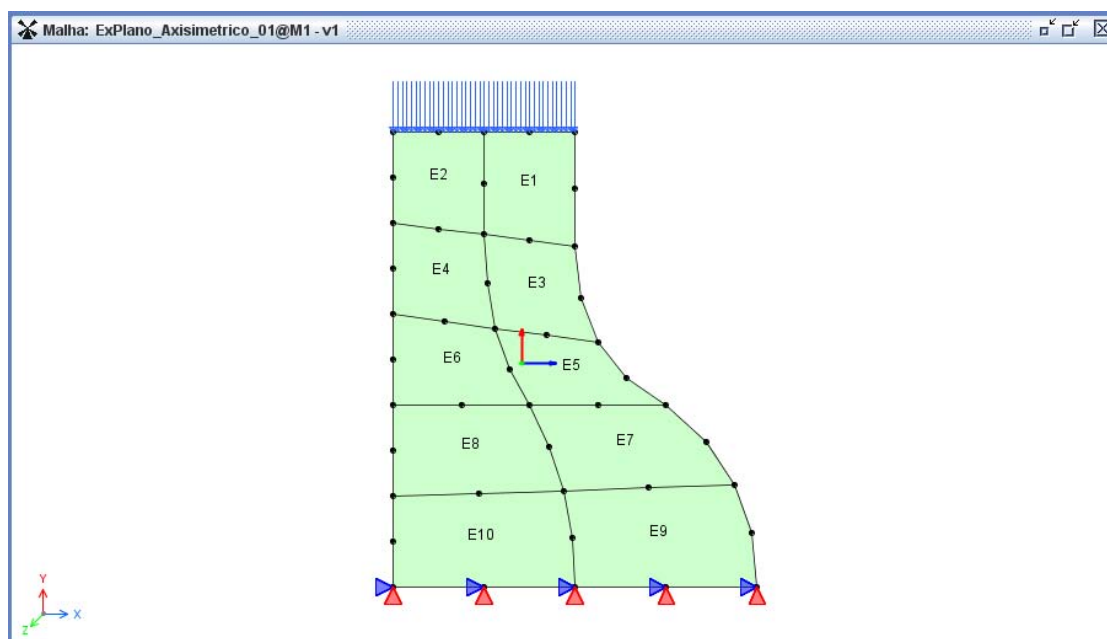 Malha: ExPlano_Axisimetrico_01@M1 - v1
E2
E1
E4
E3
E6
E5
E8
E7
E10
E9
Y
X
Z